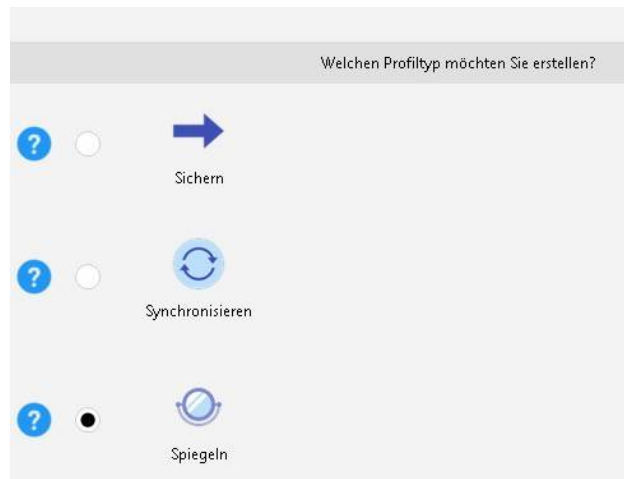 Welchen Profiltyp möchten Sie erstellen?
?
Sichern
?
Synchronisieren
?
Spiegeln